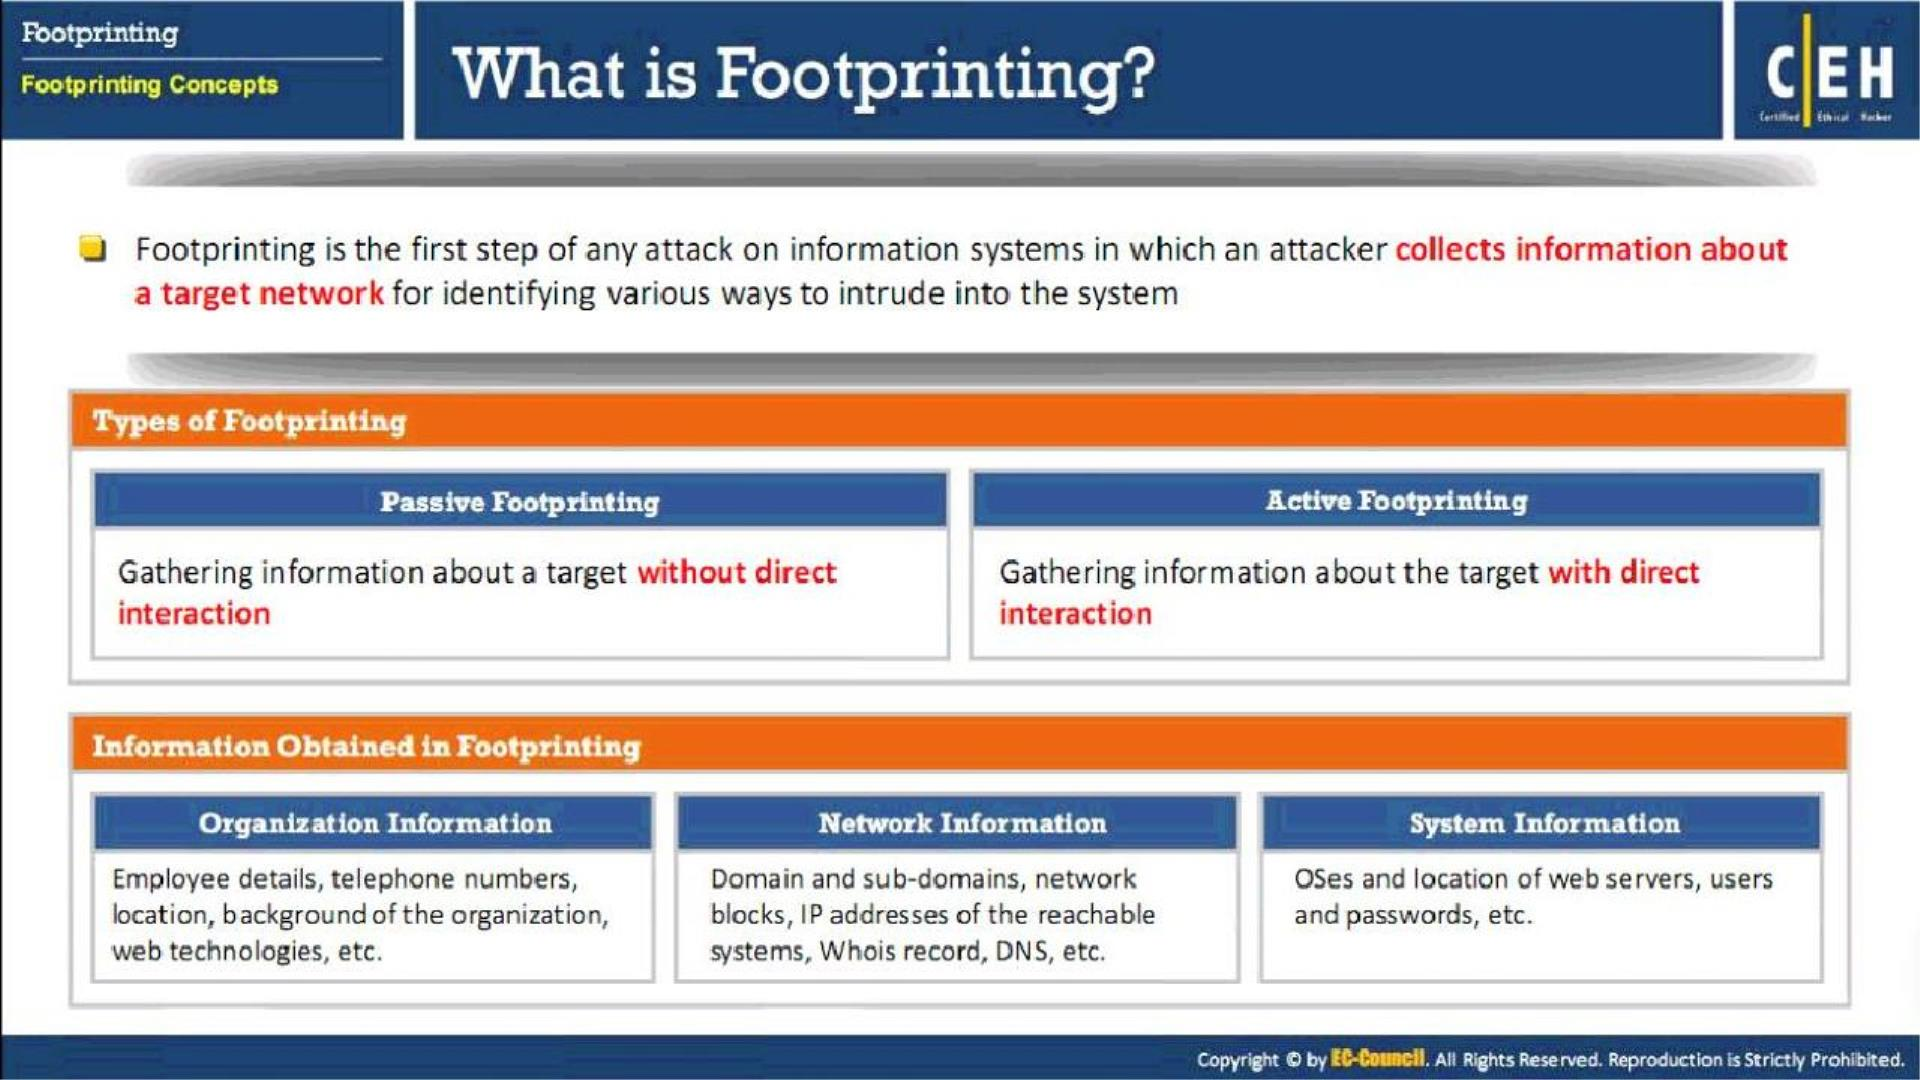 Footprinting
Footprinting Concepts
What is Footprinting?
C|EH
Certified Ethical Hacker
Footprinting is the first step of any attack on information systems in which an attacker collects information about
a target network for identifying various ways to intrude into the system
Types of Footprinting
Passive Footprinting
Gathering information about a target without direct
interaction
Active Footprinting
Gathering information about the target with direct
interaction
Information Obtained in Footprinting
Organization Information
Employee details, telephone numbers,
location, background of the organization,
web technologies, etc.
Network Information
Domain and sub-domains, network
blocks, IP addresses of the reachable
systems, Whois record, DNS, etc.
System Information
OSes and location of web servers, users
and passwords, etc.
Copyright © by EC-Council. All Rights Reserved. Reproduction is Strictly Prohibited.